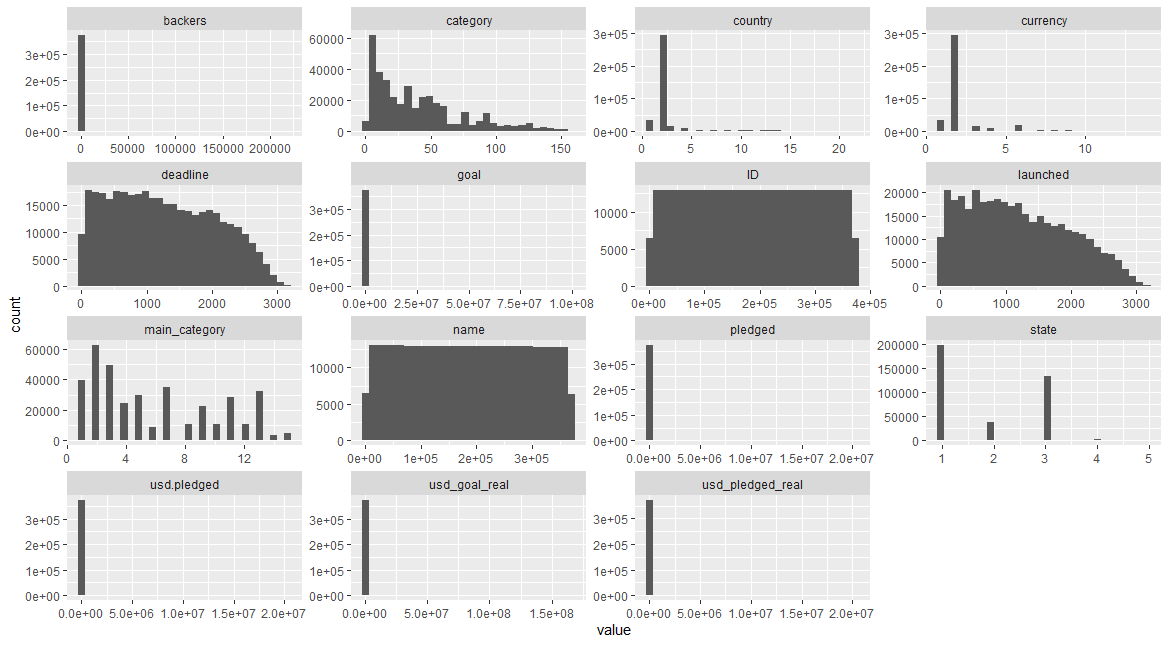 backers
category
country
currency
3e+05
2e+05
1e+05
0e+00
0 50000 100000 150000 200000
60000
40000
20000
0
0 50 100 150
3e+05
2e+05
1e+05
0e+00
0 5 10 15 20
3e+05
2e+05
1e+05
0e+00
0 5 10
deadline
goal
ID
launched
15000
10000
5000
0
0 1000 2000 3000
3e+05
2e+05
1e+05
0e+00
0.0e+00 2.5e+07 5.0e+07 7.5e+07 1.0e+08
10000
5000
0
0e+00 1e+05 2e+05 3e+05 4e+05
20000
15000
10000
5000
0
0 1000 2000 3000
count
main_category
name
pledged
state
60000
40000
20000
0
0 4 8 12
10000
5000
0
0e+00 1e+05 2e+05 3e+05
3e+05
2e+05
1e+05
0e+00
0.0e+00 5.0e+06 1.0e+07 1.5e+07 2.0e+07
200000
150000
100000
50000
0
1 2 3 4 5
usd.pledged
usd_goal_real
usd_pledged_real
3e+05
2e+05
1e+05
0e+00
0.0e+00 5.0e+06 1.0e+07 1.5e+07 2.0e+07
3e+05
2e+05
1e+05
0e+00
0.0e+00 5.0e+07 1.0e+08 1.5e+08
3e+05
2e+05
1e+05
0e+00
0.0e+00 5.0e+06 1.0e+07 1.5e+07 2.0e+07
value